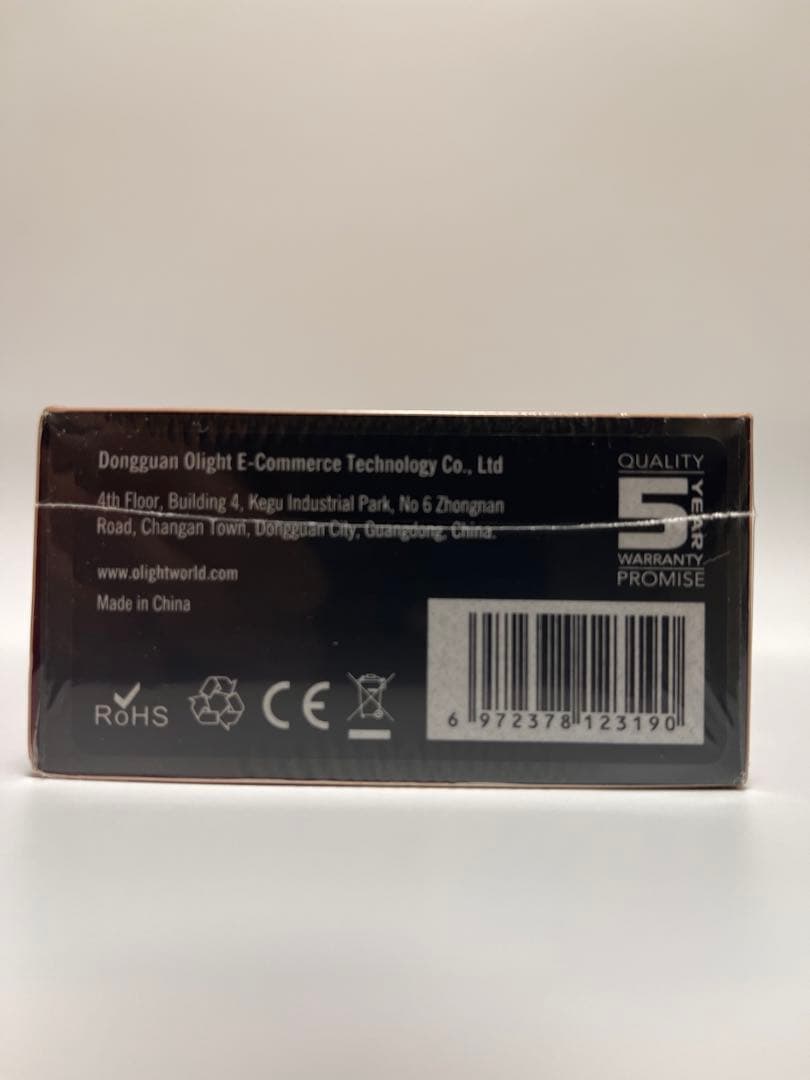 Dongguan Olight E-Commerce Technology Co., Ltd
4th Floor, Building 4, Kegu Industrial Park, No 6 Zhongnan
Road, Changan Town, Dongguan City, Guangdong, China.
www.olightworld.com
Made in China
QUALITY
5 YEAR
WARRANTY
PROMISE
RoHS
CE
6 972378 123190